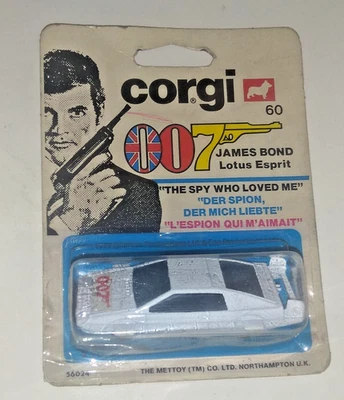 corgi
60
007
JAMES BOND
Lotus Esprit
"THE SPY WHO LOVED ME"
"DER SPION,
DER MICH LIEBTE"
"L'ESPION QUI M'AIMAIT"
007
56024
THE METTOY (TM) CO. LTD. NORTHAMPTON U.K.